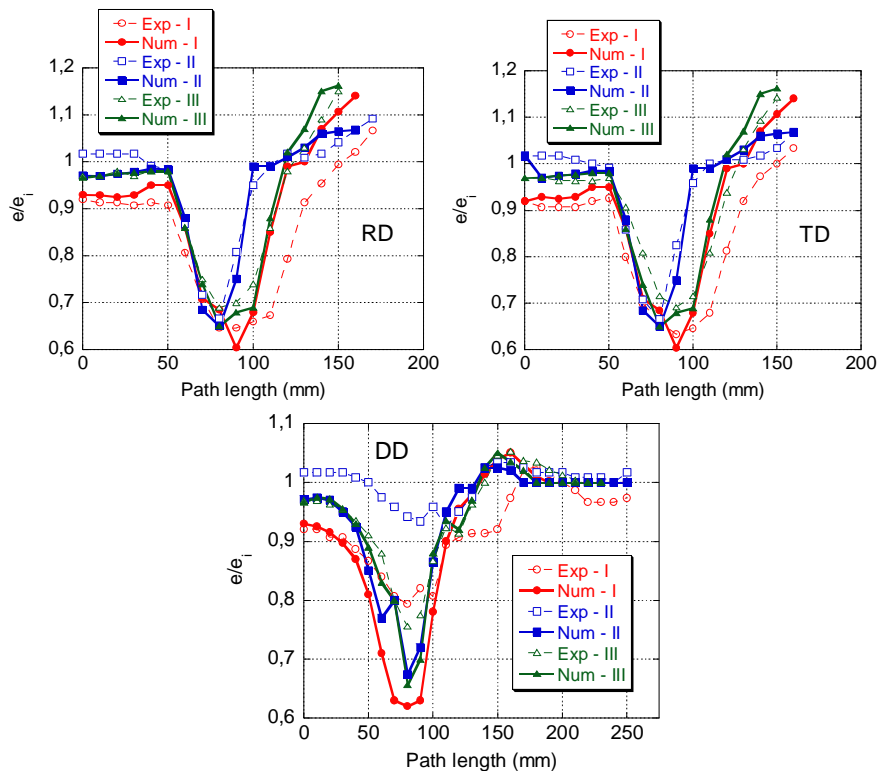 Exp - I
Num - I
Exp - II
Num - II
Exp - III
Num - III
1,2
1,1
1
0,9
0,8
0,7
0,6
e/e_i
RD
0 50 100 150 200
Path length (mm)
Exp - I
Num - I
Exp - II
Num - II
Exp - III
Num - III
1,2
1,1
1
0,9
0,8
0,7
0,6
e/e_i
TD
0 50 100 150 200
Path length (mm)
1,1
1
0,9
0,8
0,7
0,6
e/e_i
DD
Exp - I
Num - I
Exp - II
Num - II
Exp - III
Num - III
0 50 100 150 200 250
Path length (mm)